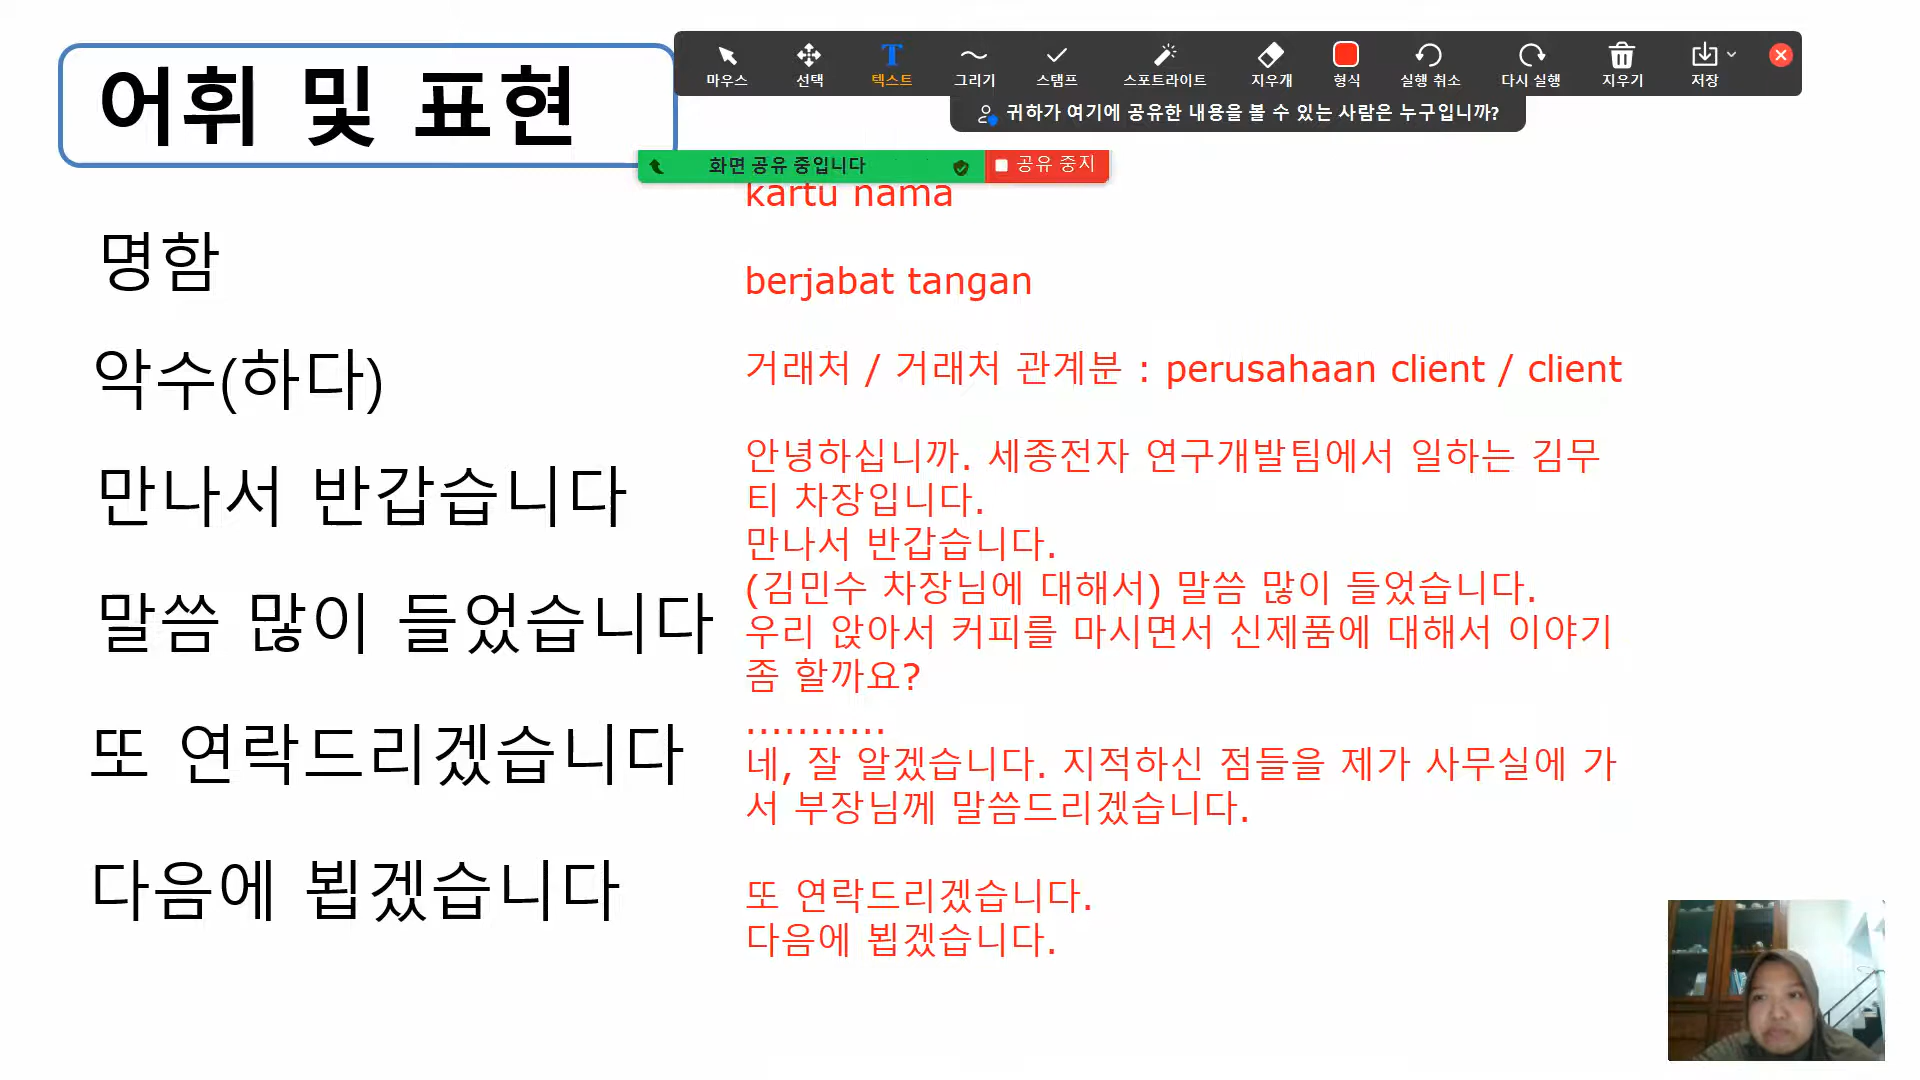 어휘 및 표현
마우스 선택 텍스트 그리기 스탬프 스포트라이트 지우개 형식 실행 취소 다시 실행 지우기 저장
귀하가 여기에 공유한 내용을 볼 수 있는 사람은 누구입니까?
화면 공유 중입니다 공유 중지
명함
악수(하다)
만나서 반갑습니다
말씀 많이 들었습니다
또 연락드리겠습니다
다음에 뵙겠습니다
kartu nama
berjabat tangan
거래처 / 거래처 관계분 : perusahaan client / client
안녕하십니까. 세종전자 연구개발팀에서 일하는 김무
티 차장입니다.
만나서 반갑습니다.
(김민수 차장님에 대해서) 말씀 많이 들었습니다.
우리 앉아서 커피를 마시면서 신제품에 대해서 이야기
좀 할까요?
...........
네, 잘 알겠습니다. 지적하신 점들을 제가 사무실에 가
서 부장님께 말씀드리겠습니다.
또 연락드리겠습니다.
다음에 뵙겠습니다.